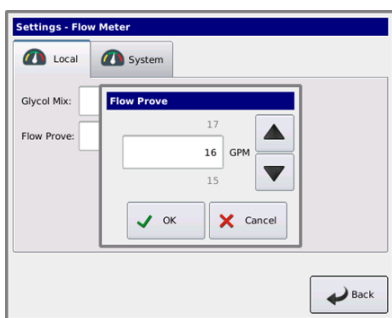 Settings - Flow Meter
Local
System
Glycol Mix:
Flow Prove
17
Flow Prove:
16 GPM
15
OK
Cancel
Back